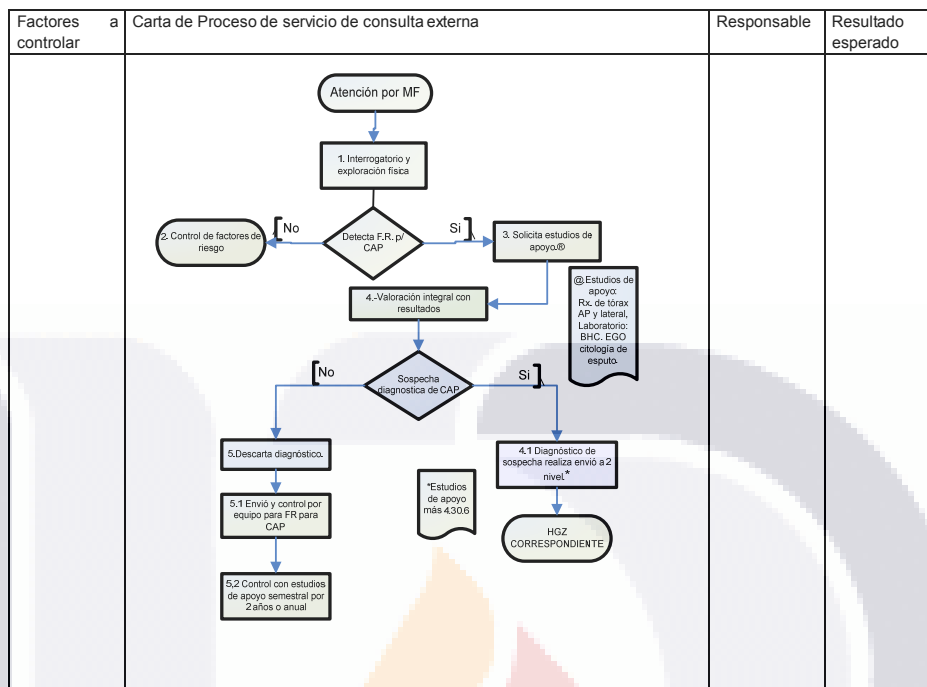 Factores a
controlar
Carta de Proceso de servicio de consulta externa
Responsable
Resultado
esperado
Atención por MF
1. Interrogatorio y
exploración física
Detecta F.R. p/
CAP
No
Si
2. Control de factores de
riesgo
3. Solicita estudios de
apoyo.®
@.Estudios de
apoyo:
Rx. de tórax
AP y lateral,
Laboratorio:
BHC. EGO
citología de
esputo.
4.-Valoración integral con
resultados
Sospecha
diagnostica de CAP
No
Si
5.Descarta diagnóstico.
4.1 Diagnóstico de
sospecha realiza envió a 2
nivel.*
5.1 Envió y control por
equipo para FR para
CAP
*Estudios
de apoyo
más 4.30.6
HGZ
CORRESPONDIENTE
5,2 Control con estudios
de apoyo semestral por
2 años o anual